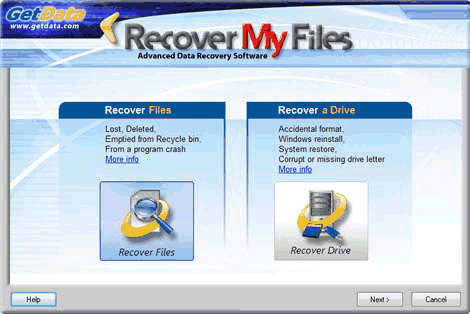 GetData
www.getdata.com
Recover My Files
Advanced Data Recovery Software
Recover Files
Lost, Deleted,
Emptied from Recycle bin,
From a program crash
More info
Recover Files
Recover a Drive
Accidental format,
Windows reinstall,
System restore,
Corrupt or missing drive letter
More info
Recover Drive
Help
Next >
Cancel